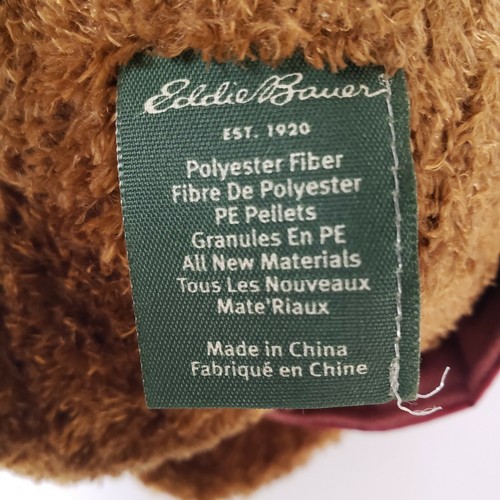 Eddie Bauer
EST. 1920
Polyester Fiber
Fibre De Polyester
PE Pellets
Granules En PE
All New Materials
Tous Les Nouveaux
Mate'Riaux
Made in China
Fabriqué en Chine